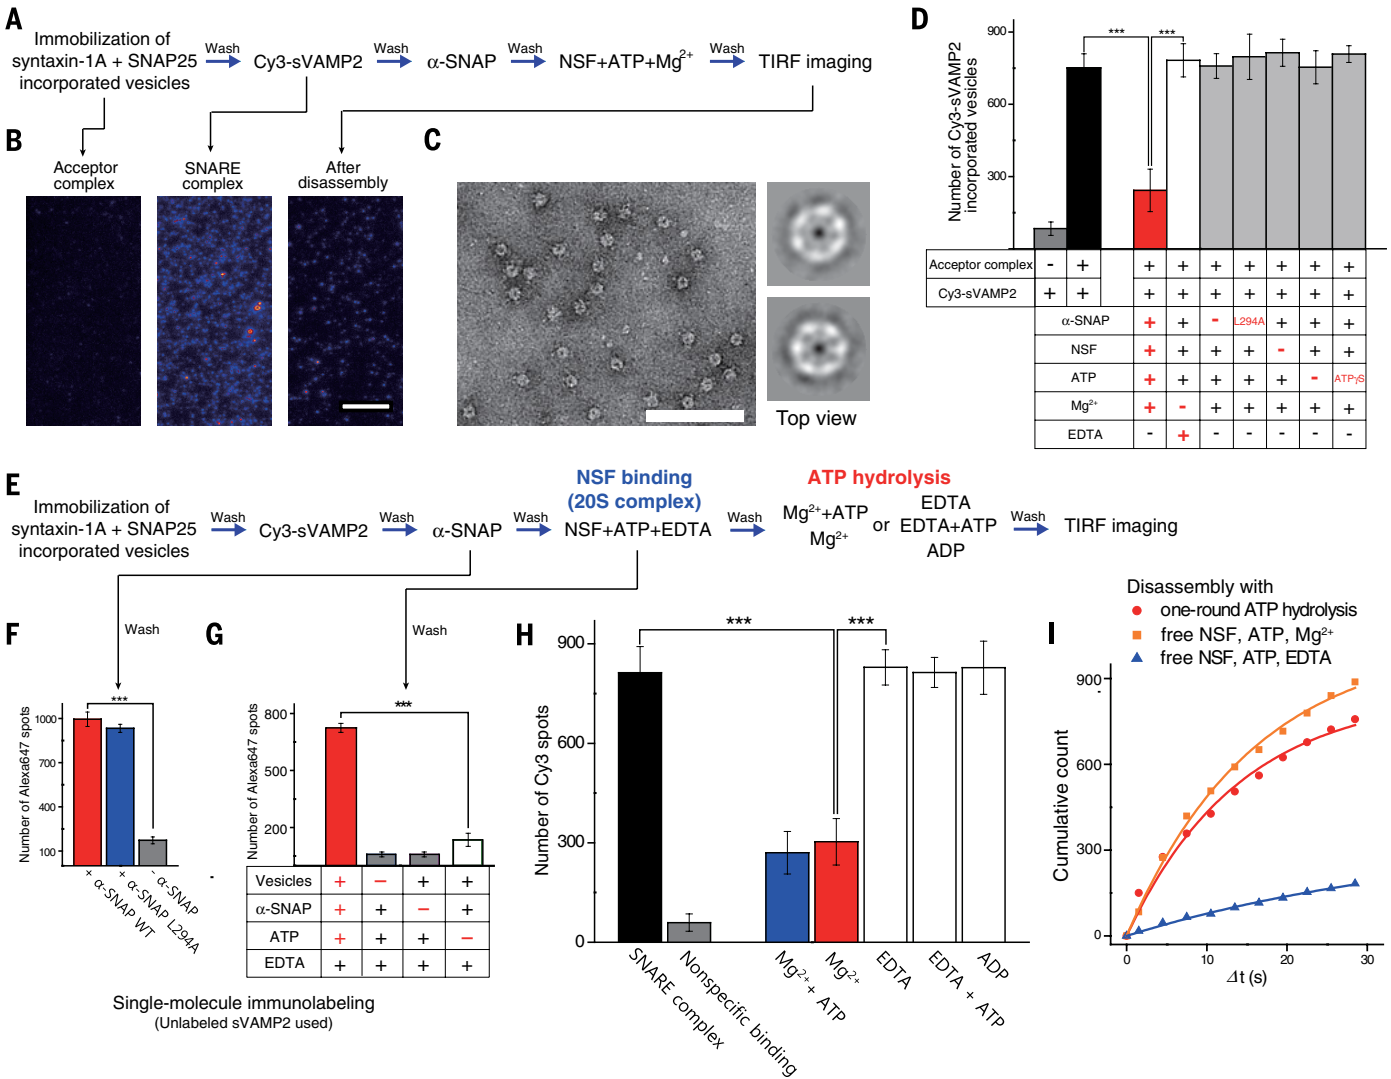 A
Immobilization of
syntaxin-1A + SNAP25
incorporated vesicles
Wash
Cy3-sVAMP2
Wash
α-SNAP
Wash
NSF+ATP+Mg²⁺
Wash
TIRF imaging
B
Acceptor
complex
SNARE
complex
After
disassembly
C
Top view
D
Number of Cy3-sVAMP2
incorporated vesicles
900
600
300
*** ***
Acceptor complex - + + + + + + + +
Cy3-sVAMP2 + + + + + + + + +
α-SNAP + + - L294A + + +
NSF + + + + - + +
ATP + + + + + - ATPγS
Mg²⁺ + - + + + + +
EDTA - + - - - - -
E
Immobilization of
syntaxin-1A + SNAP25
incorporated vesicles
Wash
Cy3-sVAMP2
Wash
α-SNAP
Wash
NSF binding
(20S complex)
NSF+ATP+EDTA
Wash
ATP hydrolysis
Mg²⁺+ATP
Mg²⁺
or
EDTA
EDTA+ATP
ADP
Wash
TIRF imaging
Wash
Wash
F
Number of Alexa647 spots
1000
700
400
100
***
+ α-SNAP WT
+ α-SNAP L294A
- α-SNAP
G
Number of Alexa647 spots
800
500
200
***
Vesicles + − + +
α-SNAP + + − +
ATP + + + −
EDTA + + + +
Single-molecule immunolabeling
(Unlabeled sVAMP2 used)
H
Number of Cy3 spots
900
600
300
0
*** ***
SNARE complex
Nonspecific binding
Mg²⁺ + ATP
Mg²⁺
EDTA
EDTA + ATP
ADP
I
Disassembly with
one-round ATP hydrolysis
free NSF, ATP, Mg²⁺
free NSF, ATP, EDTA
Cumulative count
900
600
300
0
0 10 20 30
Δt (s)